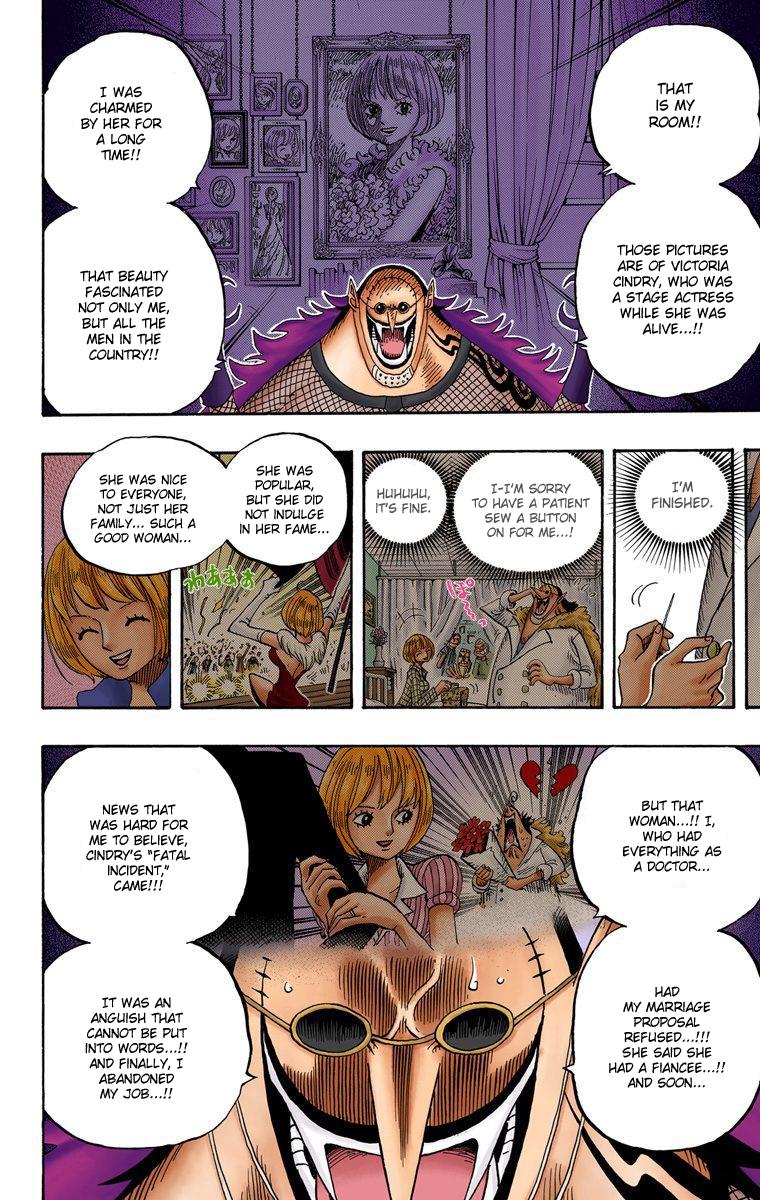 THAT
IS MY
ROOM!!
THOSE PICTURES
ARE OF VICTORIA
CINDRY, WHO WAS
A STAGE ACTRESS
WHILE SHE WAS
ALIVE...!!
I WAS
CHARMED
BY HER FOR
A LONG
TIME!!
THAT BEAUTY
FASCINATED
NOT ONLY ME,
BUT ALL THE
MEN IN THE
COUNTRY!!
I'M
FINISHED.
I-I'M SORRY
TO HAVE A PATIENT
SEW A BUTTON
ON FOR ME...!
HUHUHU,
IT'S FINE.
ぽ〜っ
SHE WAS
POPULAR,
BUT SHE DID
NOT INDULGE
IN HER FAME...
わあああ
SHE WAS NICE
TO EVERYONE,
NOT JUST HER
FAMILY... SUCH A
GOOD WOMAN...
BUT THAT
WOMAN...!! I,
WHO HAD
EVERYTHING AS
A DOCTOR...
HAD
MY MARRIAGE
PROPOSAL
REFUSED...!!!
SHE SAID SHE
HAD A FIANCEE...!!
AND SOON...
NEWS THAT
WAS HARD FOR
ME TO BELIEVE,
CINDRY'S "FATAL
INCIDENT,"
CAME!!!
IT WAS AN
ANGUISH THAT
CANNOT BE PUT
INTO WORDS...!!
AND FINALLY, I
ABANDONED
MY JOB...!!